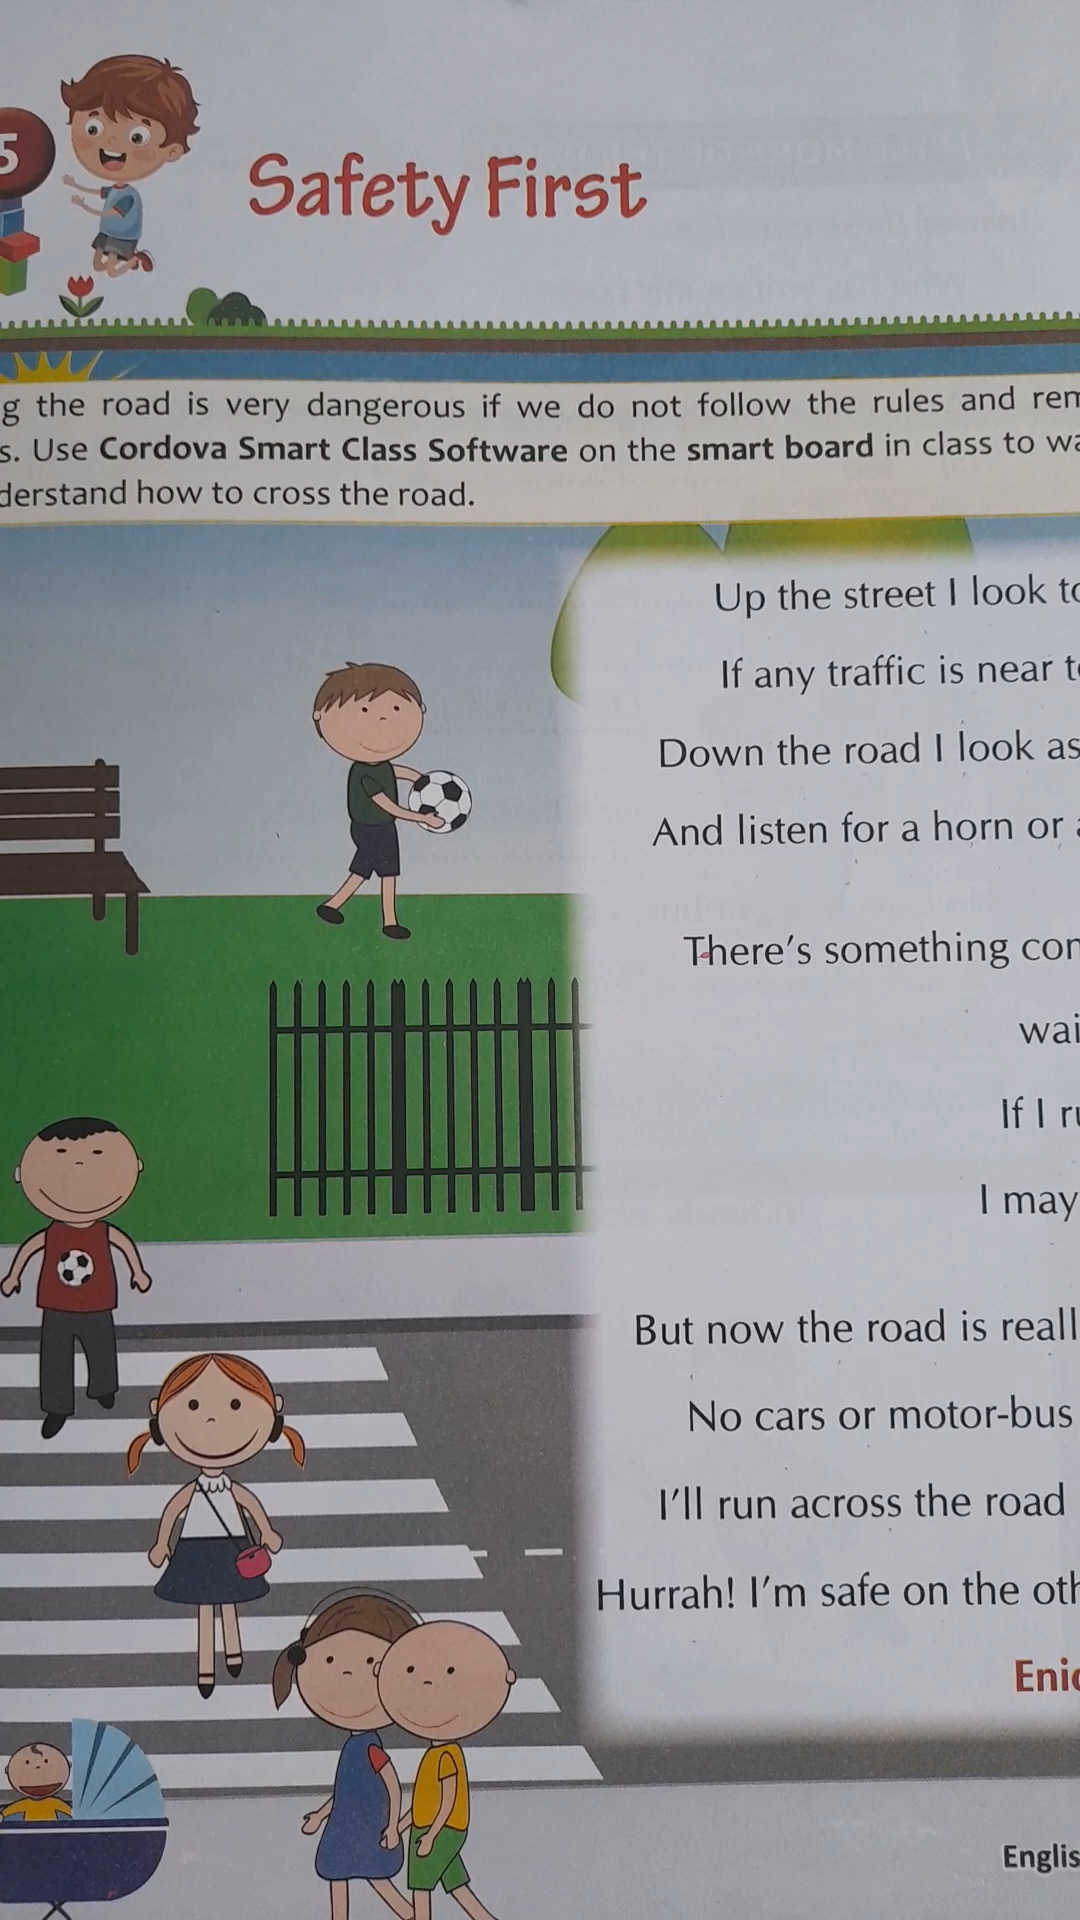 5
Safety First
g the road is very dangerous if we do not follow the rules and rem
s. Use Cordova Smart Class Software on the smart board in class to wa
derstand how to cross the road.
Up the street I look to
If any traffic is near t
Down the road I look as
And listen for a horn or
There's something com
wai
If I ru
I may
But now the road is reall
No cars or motor-bus
I'll run across the road
Hurrah! I'm safe on the oth
Enid
Englis